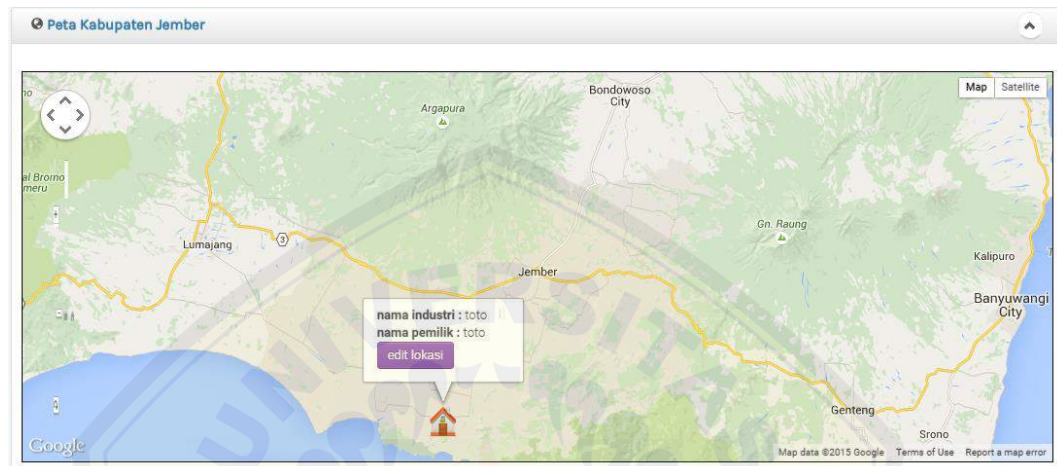 Peta Kabupaten Jember
Map Satellite
Bondowoso
City
Argapura
al Bromo
meru
Gn. Raung
3
Lumajang
Kalipuro
Jember
Banyuwangi
City
nama industri : toto
nama pemilik : toto
edit lokasi
Genteng
Srono
Google
Map data ©2015 Google Terms of Use Report a map error
UNIVERSIT